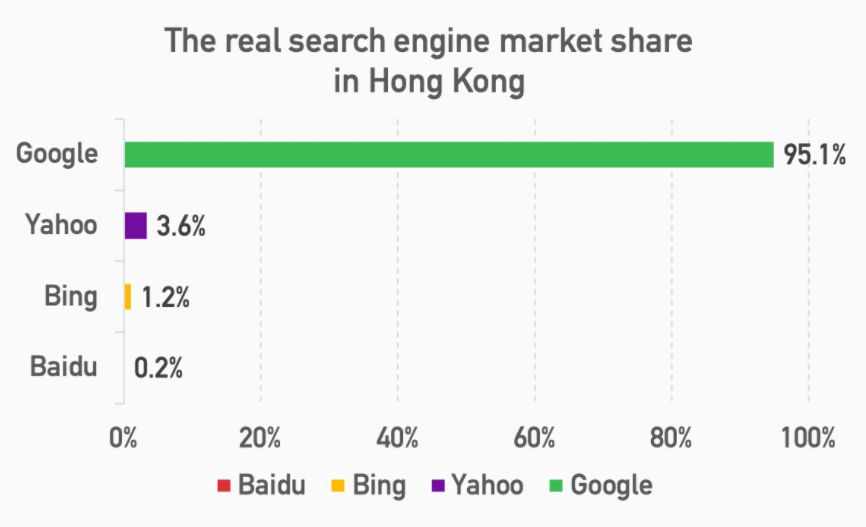 The real search engine market share
in Hong Kong
Google 95.1%
Yahoo 3.6%
Bing 1.2%
Baidu 0.2%
0% 20% 40% 60% 80% 100%
Baidu Bing Yahoo Google